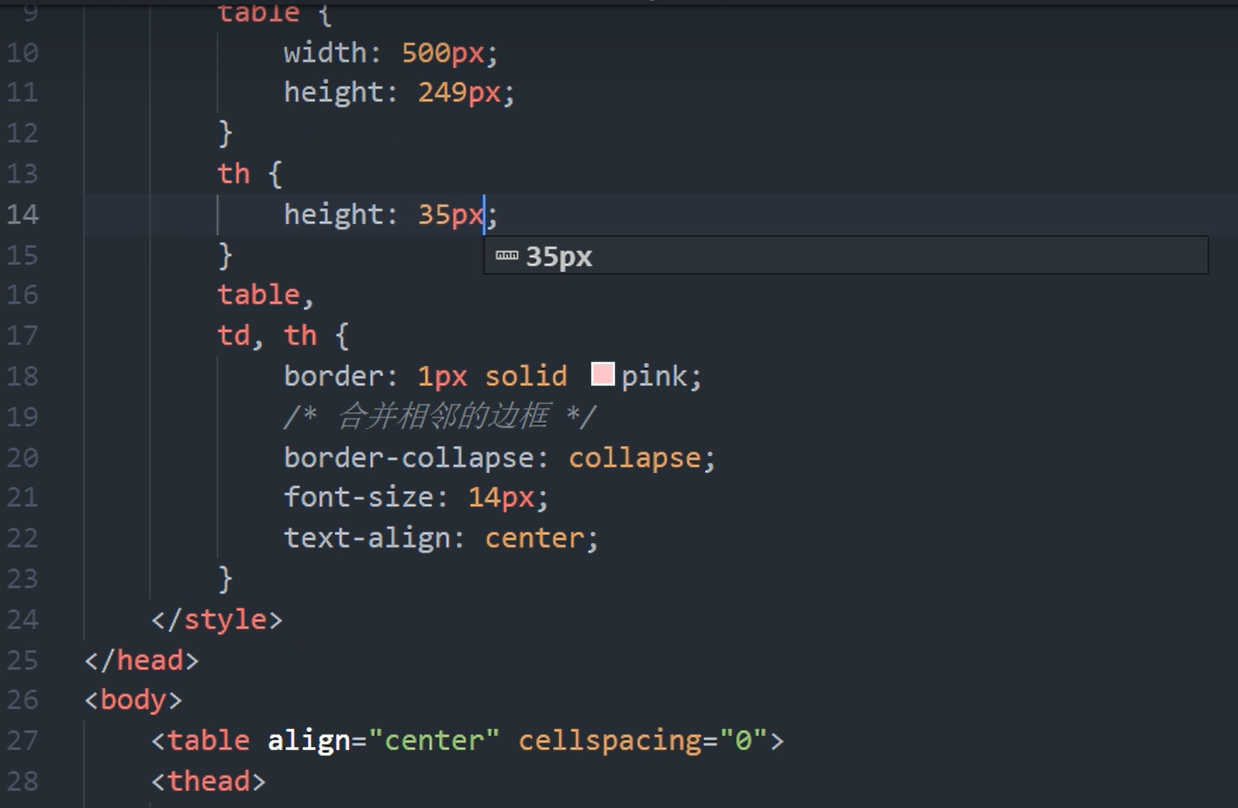 9 table {
10 width: 500px;
11 height: 249px;
12 }
13 th {
14 height: 35px;
15 }
35px
16 table,
17 td, th {
18 border: 1px solid pink;
19 /* 合并相邻的边框 */
20 border-collapse: collapse;
21 font-size: 14px;
22 text-align: center;
23 }
24 </style>
25 </head>
26 <body>
27 <table align="center" cellspacing="0">
28 <thead>